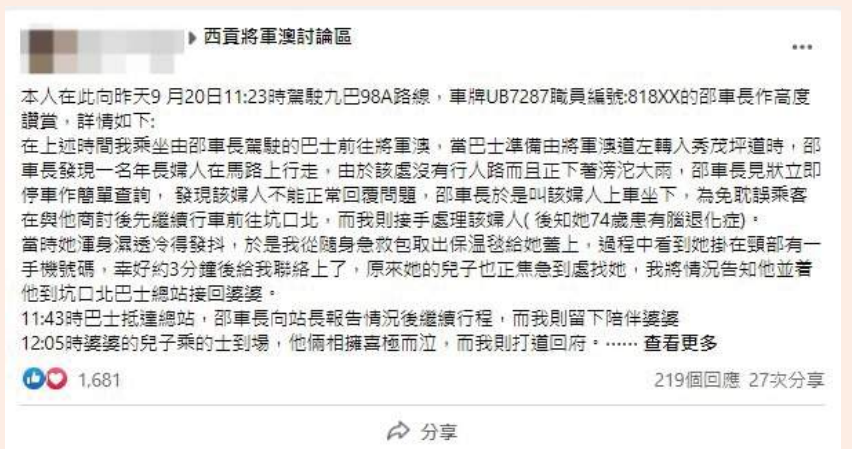 西貢將軍澳討論區
本人在此向昨天9 月20日11:23時駕駛九巴98A路線，車牌UB7287職員編號:818XX的邵車長作高度
讚賞，詳情如下:
在上述時間我乘坐由邵車長駕駛的巴士前往將軍澳，當巴士準備由將軍澳道左轉入秀茂坪道時，邵
車長發現一名年長婦人在馬路上行走，由於該處沒有行人路而且正下著滂沱大雨，邵車長見狀立即
停車作簡單查詢， 發現該婦人不能正常回覆問題，邵車長於是叫該婦人上車坐下，為免耽誤乘客
在與他商討後先繼續行車前往坑口北，而我則接手處理該婦人( 後知她74歲患有腦退化症)。
當時她渾身濕透冷得發抖，於是我從隨身急救包取出保溫毯給她蓋上，過程中看到她掛在頸部有一
手機號碼，幸好約3分鐘後給我聯絡上了，原來她的兒子也正焦急到處找她，我將情況告知他並着
他到坑口北巴士總站接回婆婆。
11:43時巴士抵達總站，邵車長向站長報告情況後繼續行程，而我則留下陪伴婆婆
12:05時婆婆的兒子乘的士到場，他倆相擁喜極而泣，而我則打道回府。⋯⋯ 查看更多
1,681 219個回應 27次分享
分享